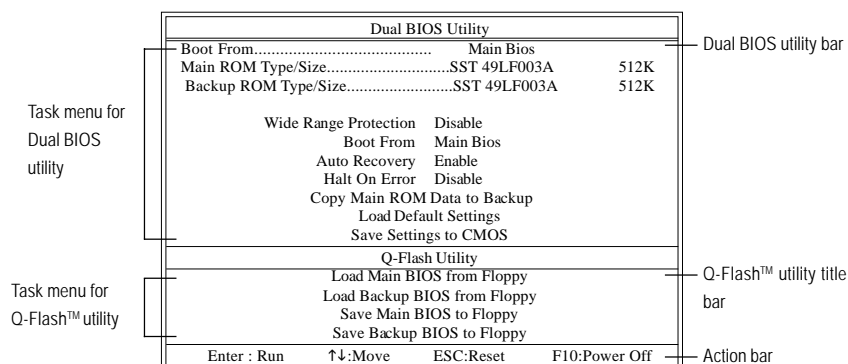 Dual BIOS Utility
Boot From......................................... Main Bios
Main ROM Type/Size.............................SST 49LF003A 512K
Backup ROM Type/Size.........................SST 49LF003A 512K
Wide Range Protection Disable
Boot From Main Bios
Auto Recovery Enable
Halt On Error Disable
Copy Main ROM Data to Backup
Load Default Settings
Save Settings to CMOS
Q-Flash Utility
Load Main BIOS from Floppy
Load Backup BIOS from Floppy
Save Main BIOS to Floppy
Save Backup BIOS to Floppy
Enter : Run ↑↓:Move ESC:Reset F10:Power Off
Task menu for
Dual BIOS
utility
Task menu for
Q-Flash™ utility
Dual BIOS utility bar
Q-Flash™ utility title
bar
Action bar